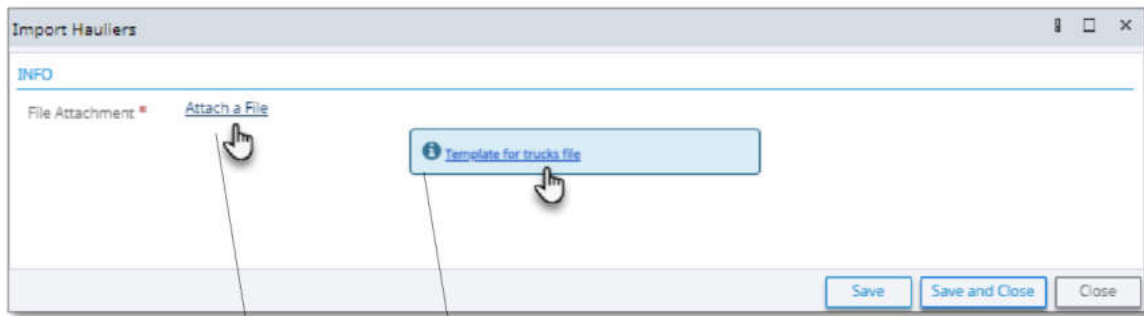 Import Hauliers
INFO
File Attachment * Attach a File
Template for trucks file
Save Save and Close Close